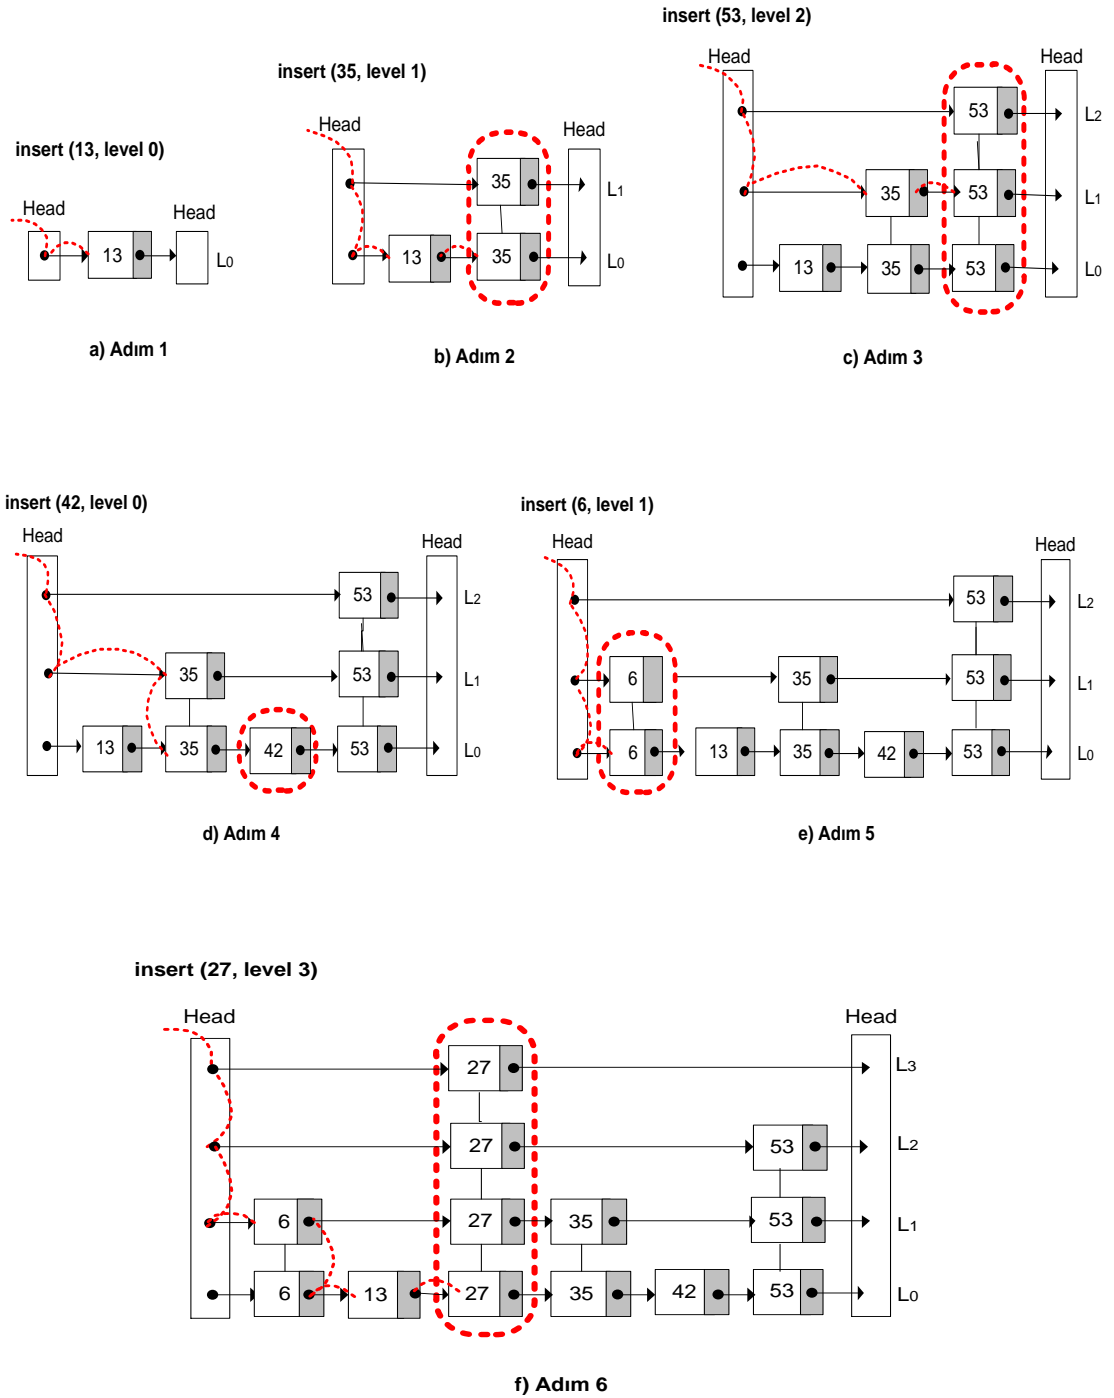 insert (13, level 0)
Head
Head
13
L0
a) Adım 1
insert (35, level 1)
Head
Head
35
L1
13
35
L0
b) Adım 2
insert (53, level 2)
Head
Head
53
L2
35
53
L1
13
35
53
L0
c) Adım 3
insert (42, level 0)
Head
Head
53
L2
35
53
L1
13
35
42
53
L0
d) Adım 4
insert (6, level 1)
Head
Head
53
L2
6
35
53
L1
6
13
35
42
53
L0
e) Adım 5
insert (27, level 3)
Head
Head
27
L3
27
53
L2
6
27
35
53
L1
6
13
27
35
42
53
L0
f) Adım 6